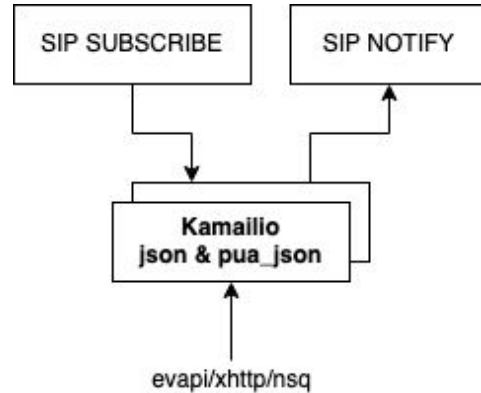 SIP SUBSCRIBE
SIP NOTIFY
Kamailio
json & pua_json
evapi/xhttp/nsq